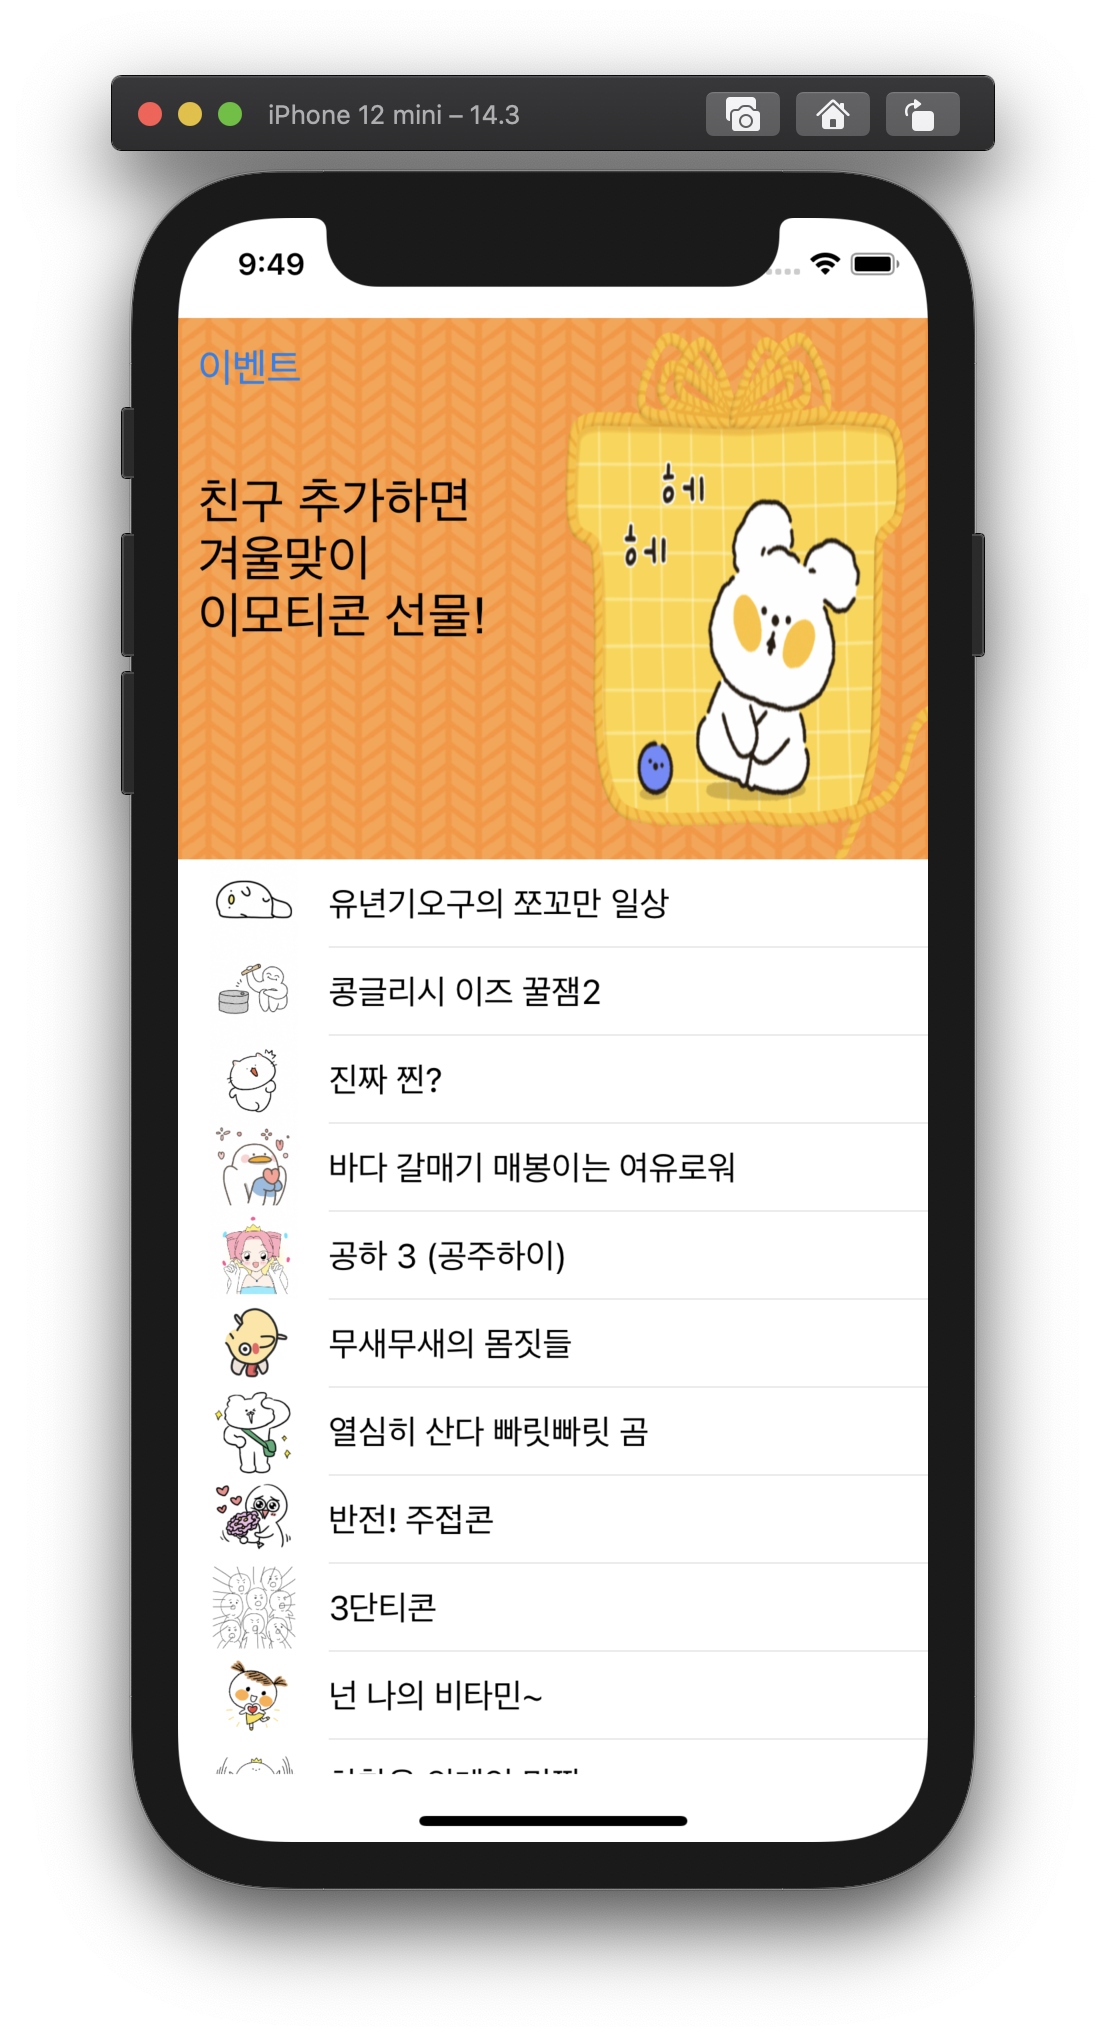 iPhone 12 mini – 14.3
9:49
이벤트
친구 추가하면
겨울맞이
이모티콘 선물!
헤
헤
유년기오구의 쪼꼬만 일상
콩글리시 이즈 꿀잼2
진짜 찐?
바다 갈매기 매봉이는 여유로워
공하 3 (공주하이)
무새무새의 몸짓들
열심히 산다 빠릿빠릿 곰
반전! 주접콘
3단티콘
넌 나의 비타민~